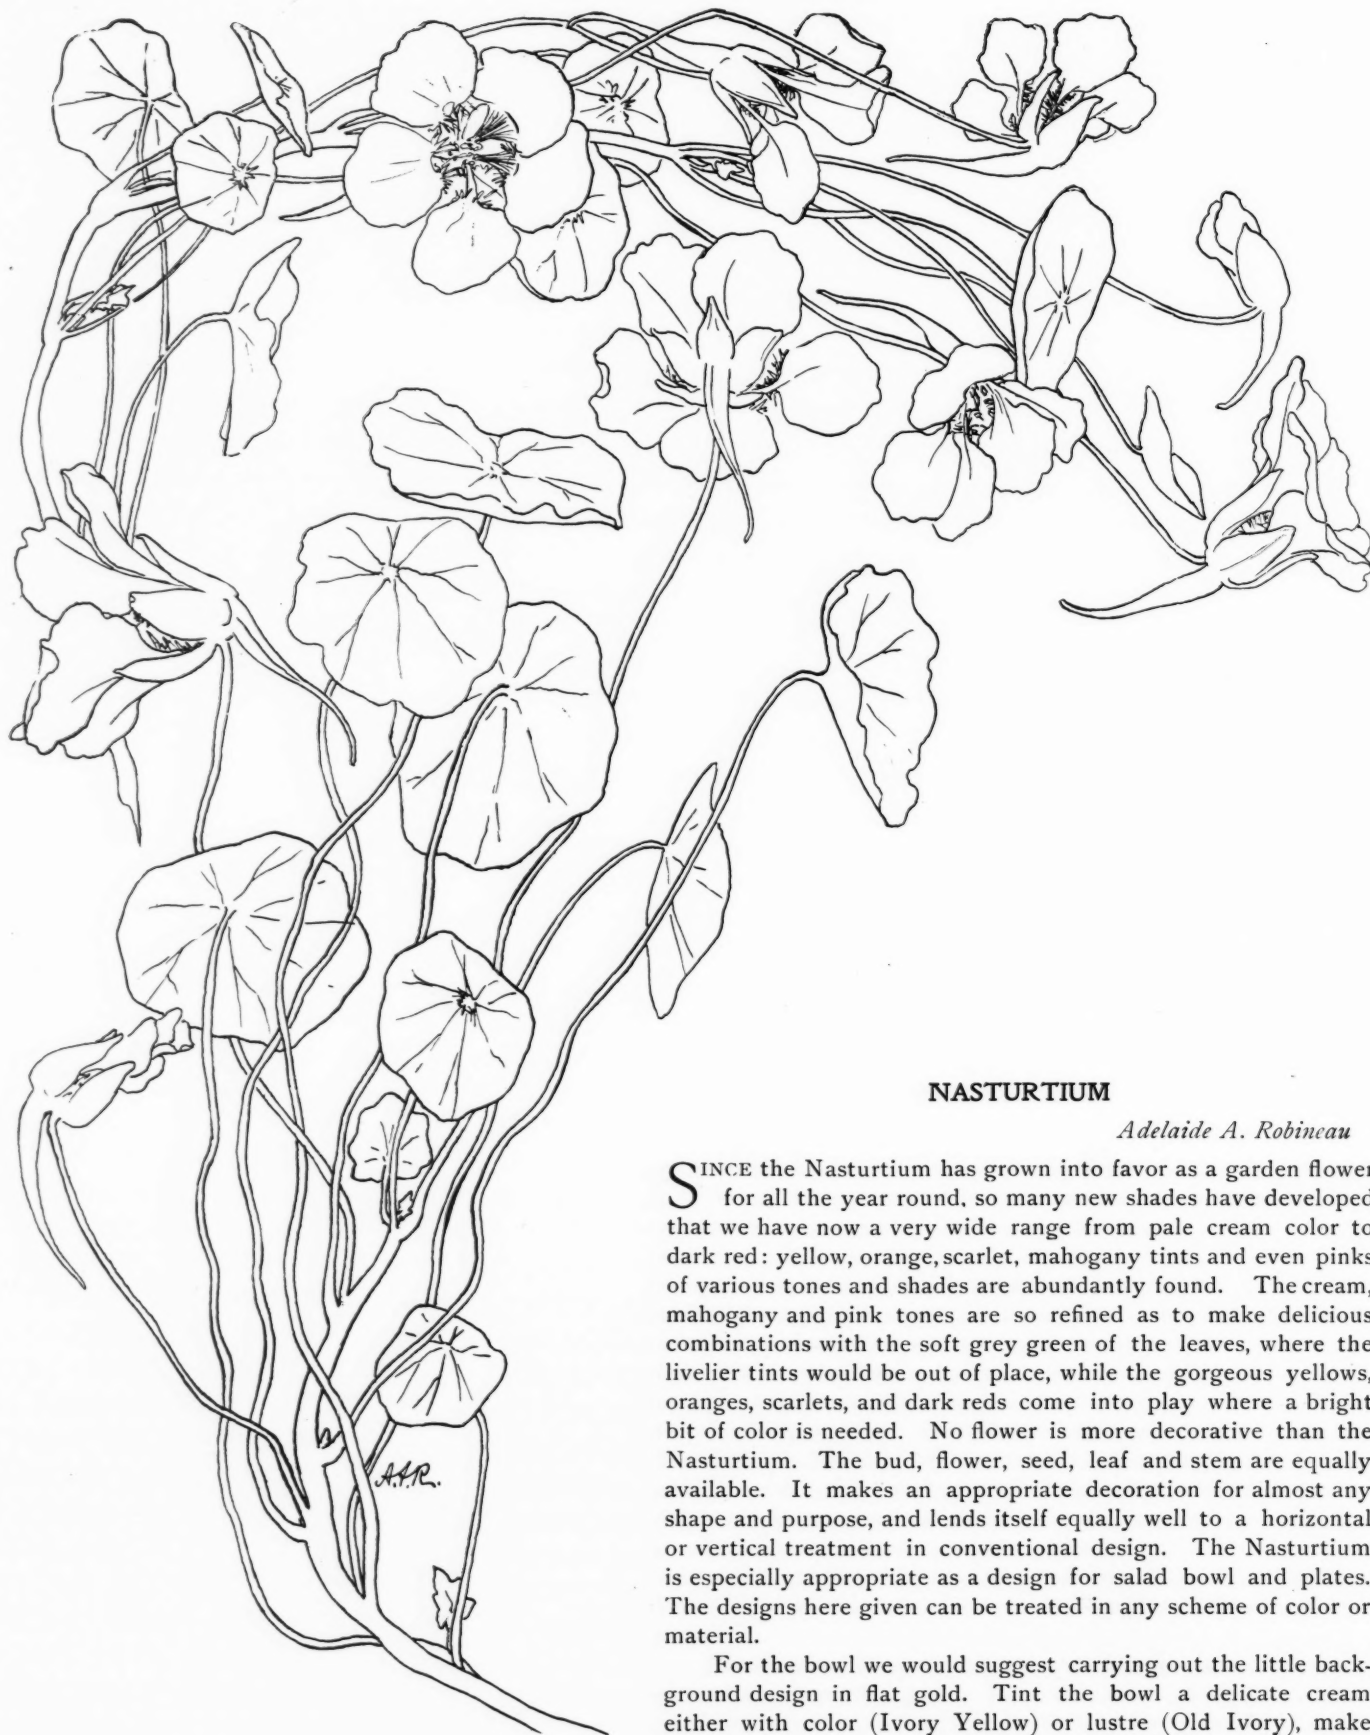 NASTURTIUM
Adelaide A. Robineau
SINCE the Nasturtium has grown into favor as a garden flower
for all the year round, so many new shades have developed
that we have now a very wide range from pale cream color to
dark red: yellow, orange, scarlet, mahogany tints and even pinks
of various tones and shades are abundantly found. The cream,
mahogany and pink tones are so refined as to make delicious
combinations with the soft grey green of the leaves, where the
livelier tints would be out of place, while the gorgeous yellows,
oranges, scarlets, and dark reds come into play where a bright
bit of color is needed. No flower is more decorative than the
Nasturtium. The bud, flower, seed, leaf and stem are equally
available. It makes an appropriate decoration for almost any
shape and purpose, and lends itself equally well to a horizontal
or vertical treatment in conventional design. The Nasturtium
is especially appropriate as a design for salad bowl and plates.
The designs here given can be treated in any scheme of color or
material.
For the bowl we would suggest carrying out the little back-
ground design in flat gold. Tint the bowl a delicate cream
either with color (Ivory Yellow) or lustre (Old Ivory), make
A.A.R.